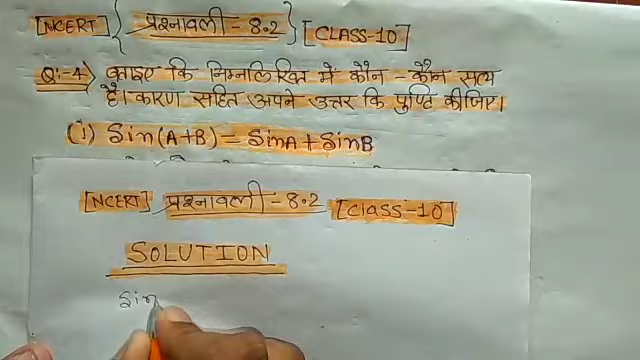 [NCERT] { प्रश्नावली - 8.2 } [CLASS-10]
Q:-4) बताइए कि निम्नलिखित में कौन - कौन सत्य
है। कारण सहित अपने उत्तर कि पुष्टि कीजिए।
(i) Sin(A+B) = SinA + SinB
[NCERT] प्रश्नावली - 8.2 [Class-10]
SOLUTION
Sin